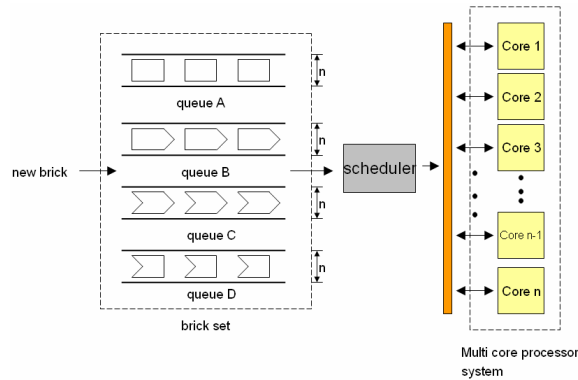 n
queue A
n
queue B
new brick
scheduler
n
queue C
n
queue D
brick set
Core 1
Core 2
Core 3
Core n-1
Core n
Multi core processor
system